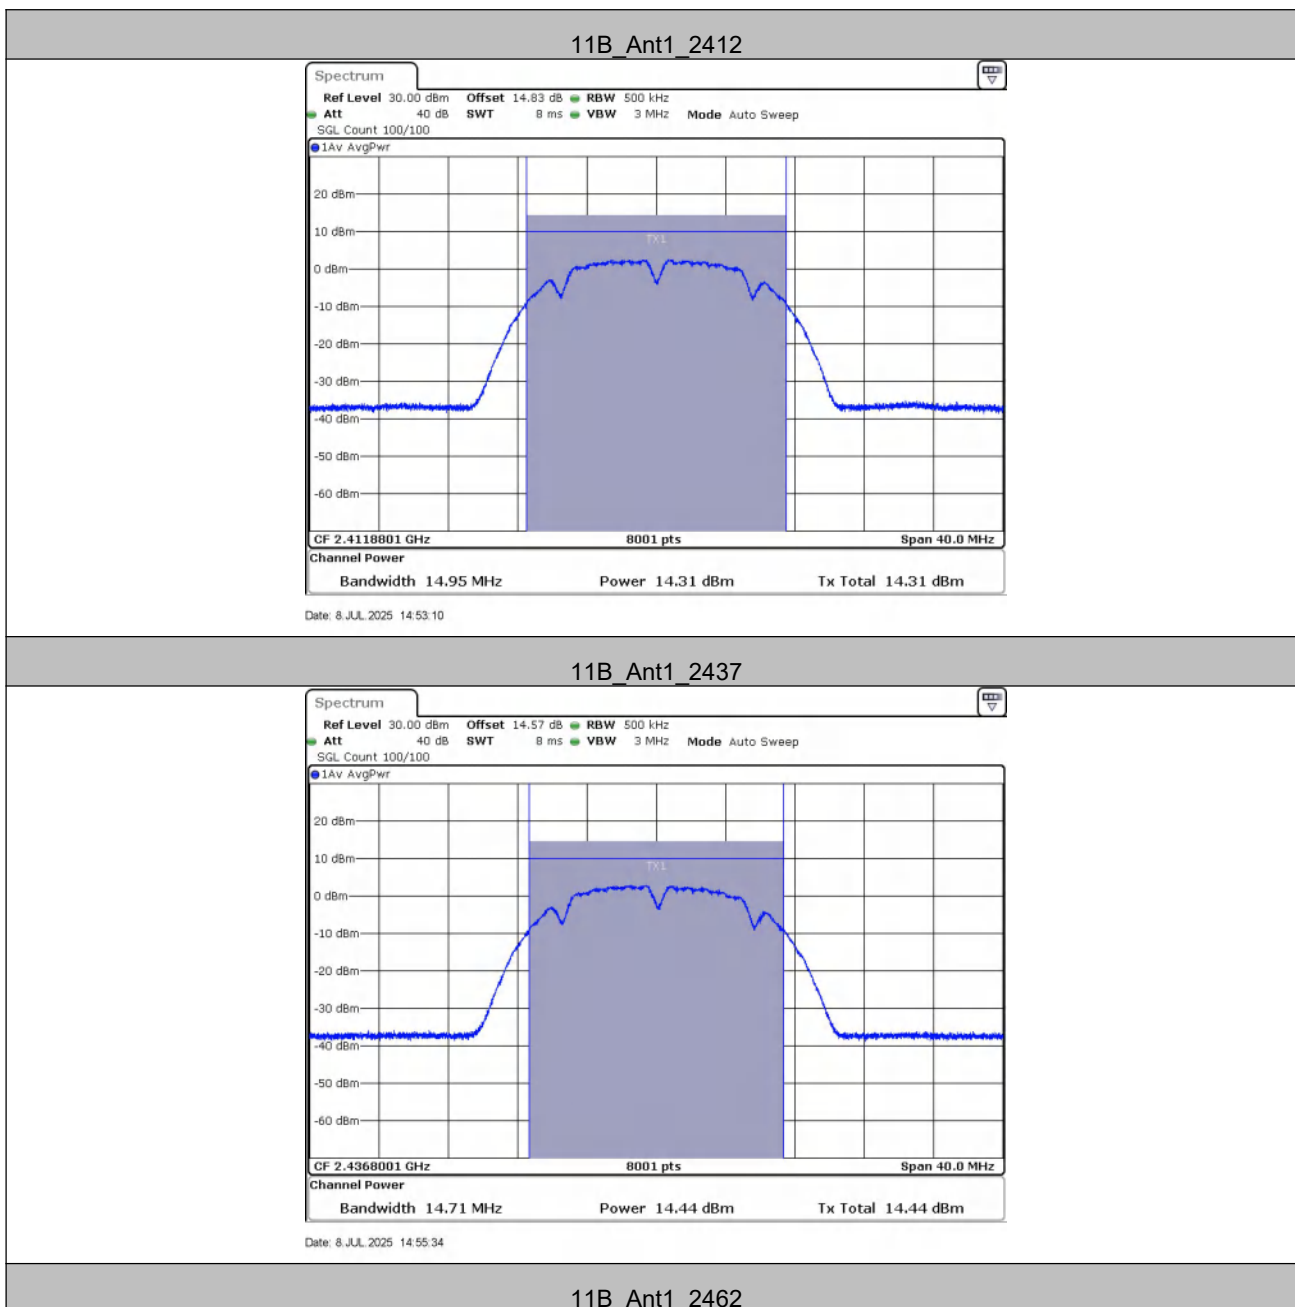 11B_Ant1_2412
Spectrum
Ref Level 30.00 dBm Offset 14.83 dB RBW 500 kHz
Att 40 dB SWT 8 ms VBW 3 MHz Mode Auto Sweep
SGL Count 100/100
1Av AvgPwr
20 dBm
10 dBm
TX1
0 dBm
-10 dBm
-20 dBm
-30 dBm
-40 dBm
-50 dBm
-60 dBm
CF 2.4118801 GHz 8001 pts Span 40.0 MHz
Channel Power
Bandwidth 14.95 MHz Power 14.31 dBm Tx Total 14.31 dBm
Date: 8.JUL.2025 14:53:10
11B_Ant1_2437
Spectrum
Ref Level 30.00 dBm Offset 14.57 dB RBW 500 kHz
Att 40 dB SWT 8 ms VBW 3 MHz Mode Auto Sweep
SGL Count 100/100
1Av AvgPwr
20 dBm
10 dBm
TX1
0 dBm
-10 dBm
-20 dBm
-30 dBm
-40 dBm
-50 dBm
-60 dBm
CF 2.4368001 GHz 8001 pts Span 40.0 MHz
Channel Power
Bandwidth 14.71 MHz Power 14.44 dBm Tx Total 14.44 dBm
Date: 8.JUL.2025 14:55:34
11B_Ant1_2462